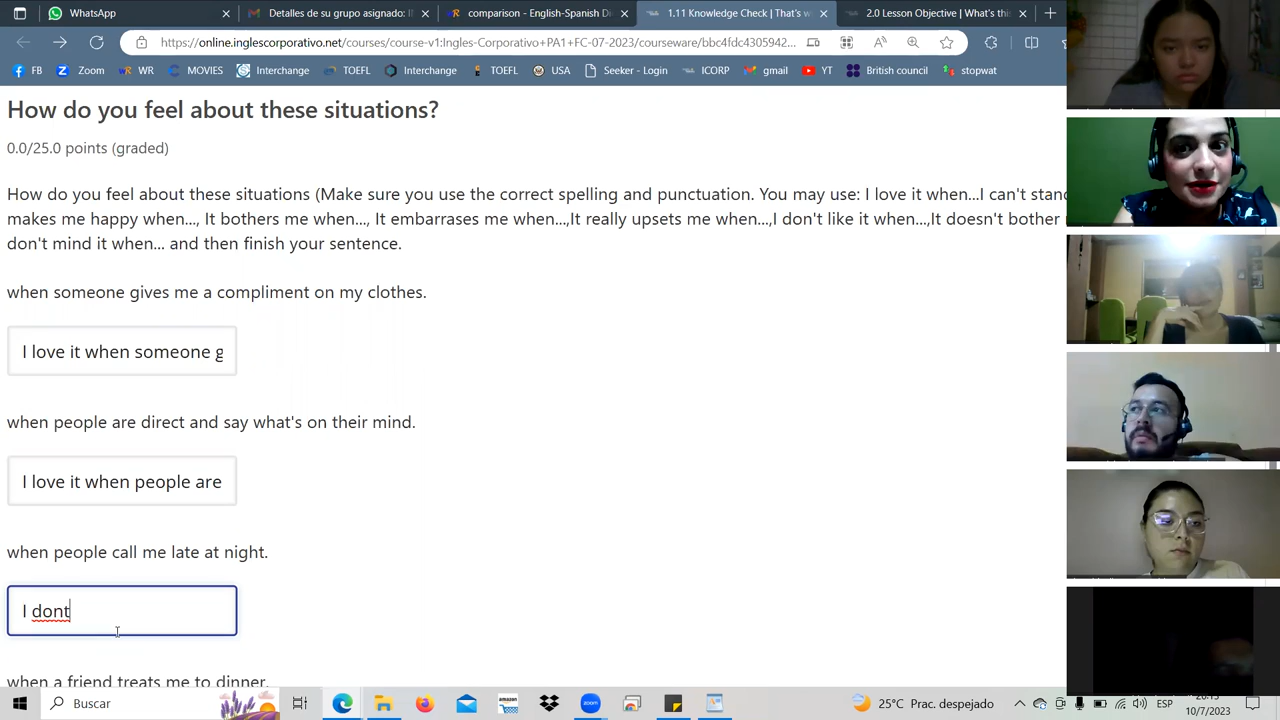 WhatsApp
Detalles de su grupo asignado: I
comparison - English-Spanish Di
1.11 Knowledge Check | That's w
2.0 Lesson Objective | What's thi
https://online.inglescorporativo.net/courses/course-v1:Ingles-Corporativo+PA1+FC-07-2023/courseware/bbc4fdc4305942...
FB
Zoom
WR
MOVIES
Interchange
TOEFL
Interchange
TOEFL
USA
Seeker - Login
ICORP
gmail
YT
British council
stopwat
How do you feel about these situations?
0.0/25.0 points (graded)
How do you feel about these situations (Make sure you use the correct spelling and punctuation. You may use: I love it when...I can't stand
makes me happy when..., It bothers me when..., It embarrases me when...,It really upsets me when...,I don't like it when...,It doesn't bother
don't mind it when... and then finish your sentence.
when someone gives me a compliment on my clothes.
I love it when someone g
when people are direct and say what's on their mind.
I love it when people are
when people call me late at night.
I dont
when a friend treats me to dinner.
Buscar
amazon
zoom
25°C Prac. despejado
ESP
10/7/2023